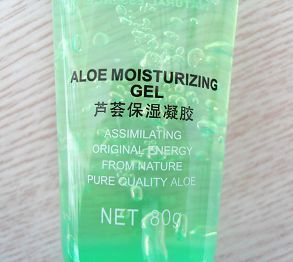 ALOE MOISTURIZING
GEL
芦荟保湿凝胶
ASSIMILATING
ORIGINAL ENERGY
FROM NATURE
PURE QUALITY ALOE
NET. 80g